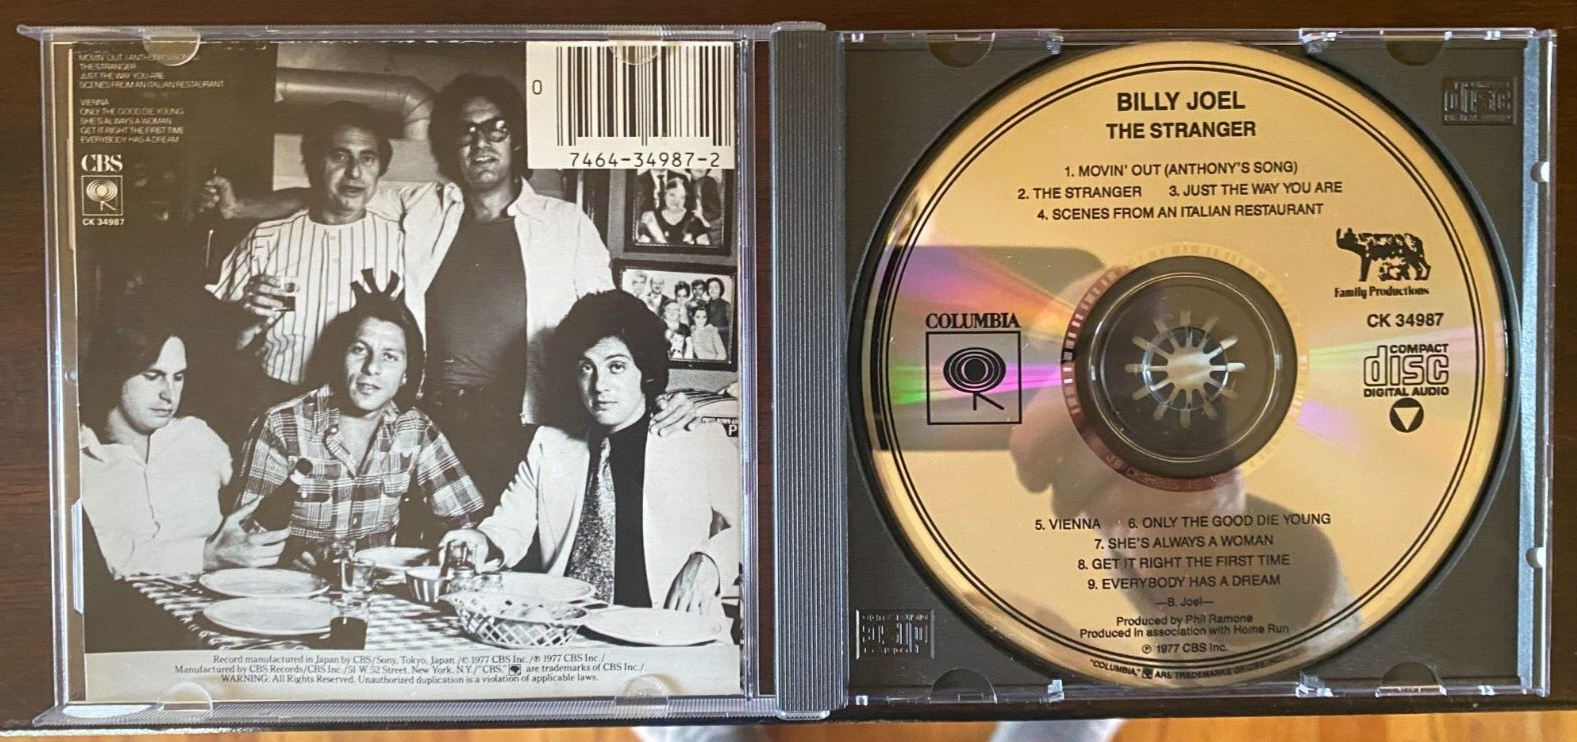 MOVIN' OUT (ANTHONY'S SONG)
THE STRANGER
JUST THE WAY YOU ARE
SCENES FROM AN ITALIAN RESTAURANT
VIENNA
ONLY THE GOOD DIE YOUNG
SHE'S ALWAYS A WOMAN
GET IT RIGHT THE FIRST TIME
EVERYBODY HAS A DREAM
CBS
CK 34987
0
7464-34987-2
P
Record manufactured in Japan by CBS/Sony, Tokyo, Japan./© 1977 CBS Inc./℗ 1977 CBS Inc./
Manufactured by CBS Records/CBS Inc./51 W. 52 Street, New York, N.Y./"CBS," are trademarks of CBS Inc./
WARNING: All Rights Reserved. Unauthorized duplication is a violation of applicable laws.
BILLY JOEL
THE STRANGER
1. MOVIN' OUT (ANTHONY'S SONG)
2. THE STRANGER 3. JUST THE WAY YOU ARE
4. SCENES FROM AN ITALIAN RESTAURANT
Family Productions
CK 34987
COLUMBIA
COMPACT
disc
DIGITAL AUDIO
5. VIENNA 6. ONLY THE GOOD DIE YOUNG
7. SHE'S ALWAYS A WOMAN
8. GET IT RIGHT THE FIRST TIME
9. EVERYBODY HAS A DREAM
—B. Joel—
Produced by Phil Ramone
Produced in association with Home Run
℗ 1977 CBS Inc.
"COLUMBIA," ARE TRADEMARKS OF CBS
COMPACT
disc
DIGITAL AUDIO
COMPACT
disc
DIGITAL AUDIO